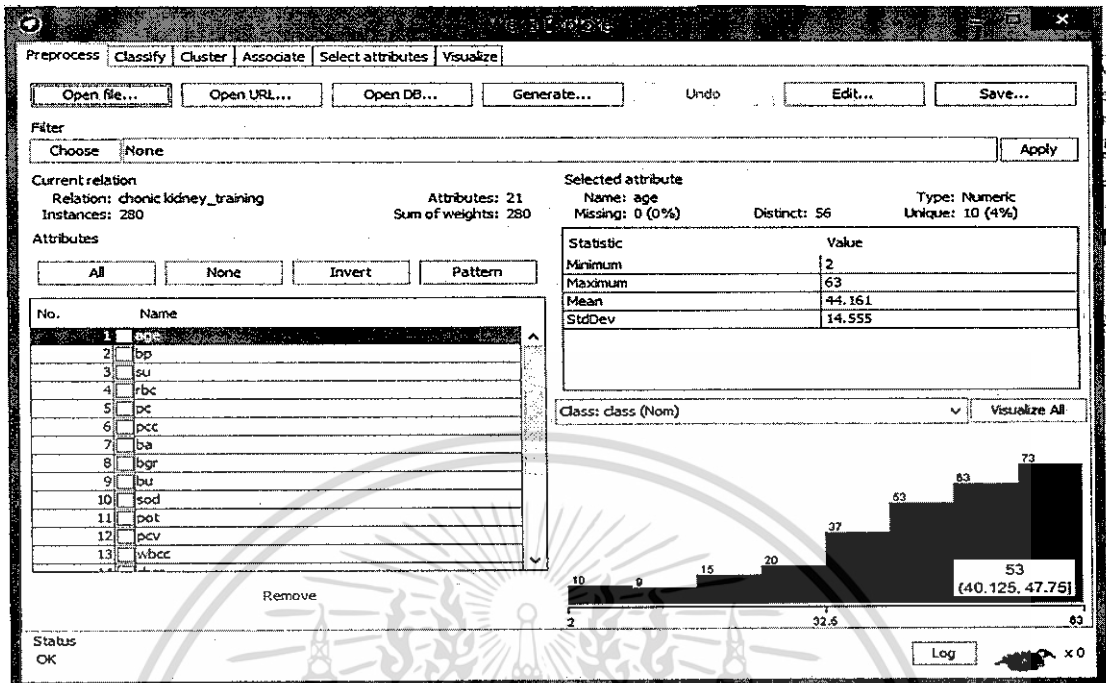 Preprocess Classify Cluster Associate Select attributes Visualize
Open file... Open URL... Open DB... Generate... Undo Edit... Save...
Filter
Choose None Apply
Current relation
Relation: chonic kidney_training Attributes: 21
Instances: 280 Sum of weights: 280
Selected attribute
Name: age Type: Numeric
Missing: 0 (0%) Distinct: 56 Unique: 10 (4%)
Attributes
All None Invert Pattern
No. Name
1 age
2 bp
3 su
4 rbc
5 pc
6 pcc
7 ba
8 bgr
9 bu
10 sod
11 pot
12 pcv
13 wbcc
Remove
Statistic Value
Minimum 2
Maximum 63
Mean 44.161
StdDev 14.555
Class: class (Nom) Visualize All
10 9 15 20 37 53 63 73
53
(40.125, 47.75]
2 32.5 63
Status
OK
Log x 0